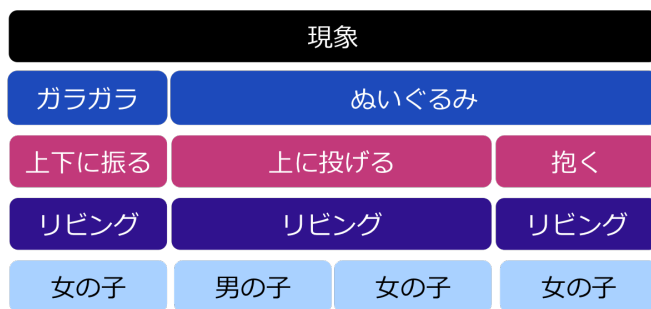 現象
ガラガラ ぬいぐるみ
上下に振る 上に投げる 抱く
リビング リビング リビング
女の子 男の子 女の子 女の子